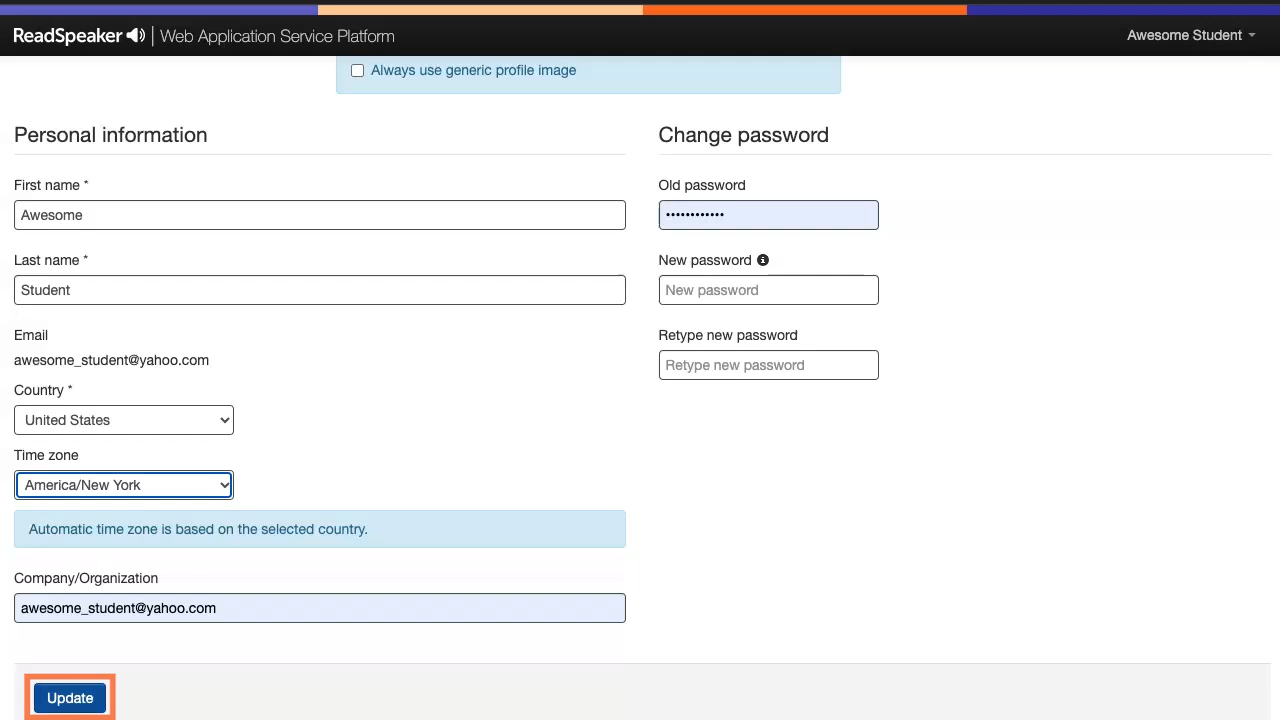 ReadSpeaker | Web Application Service Platform
Awesome Student
Always use generic profile image
Personal information
First name *
Awesome
Last name *
Student
Email
awesome_student@yahoo.com
Country *
United States
Time zone
America/New York
Automatic time zone is based on the selected country.
Company/Organization
awesome_student@yahoo.com
Change password
Old password
••••••••••••
New password
New password
Retype new password
Retype new password
Update